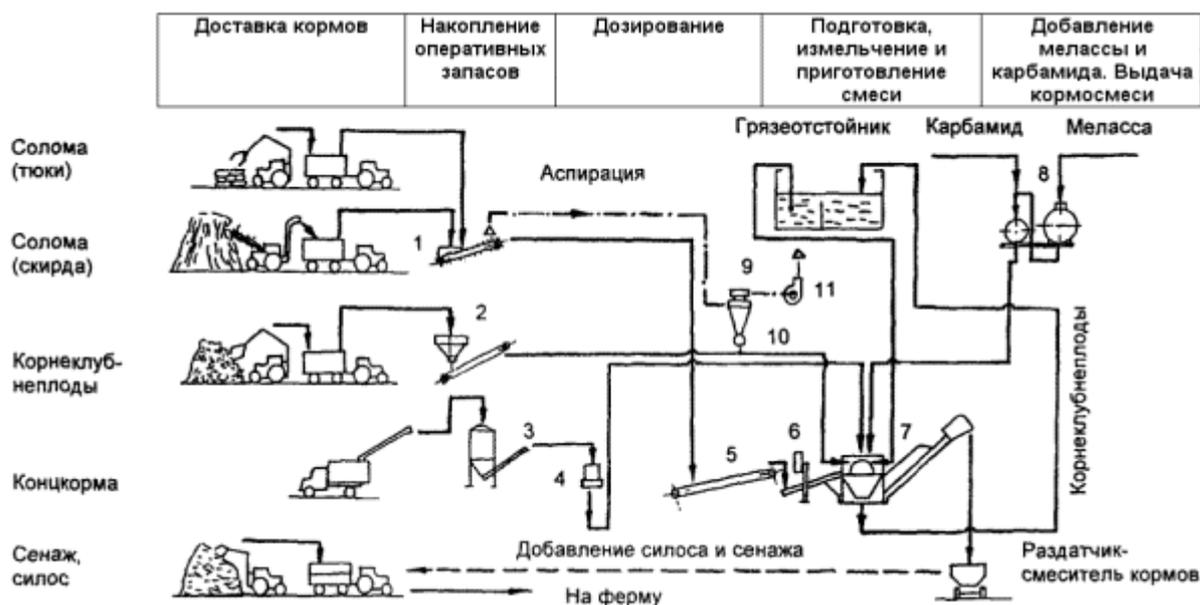 Доставка кормов
Накопление
оперативных
запасов
Дозирование
Подготовка,
измельчение и
приготовление
смеси
Добавление
мелассы и
карбамида. Выдача
кормосмеси
Солома
(тюки)
Аспирация
Грязеотстойник
Карбамид
Меласса
8
Солома
(скирда)
1
9
11
10
Корнеклуб-
неплоды
2
Концкорма
3
4
5
6
7
Корнеклубнеплоды
Сенаж,
силос
Добавление силоса и сенажа
На ферму
Раздатчик-
смеситель кормов